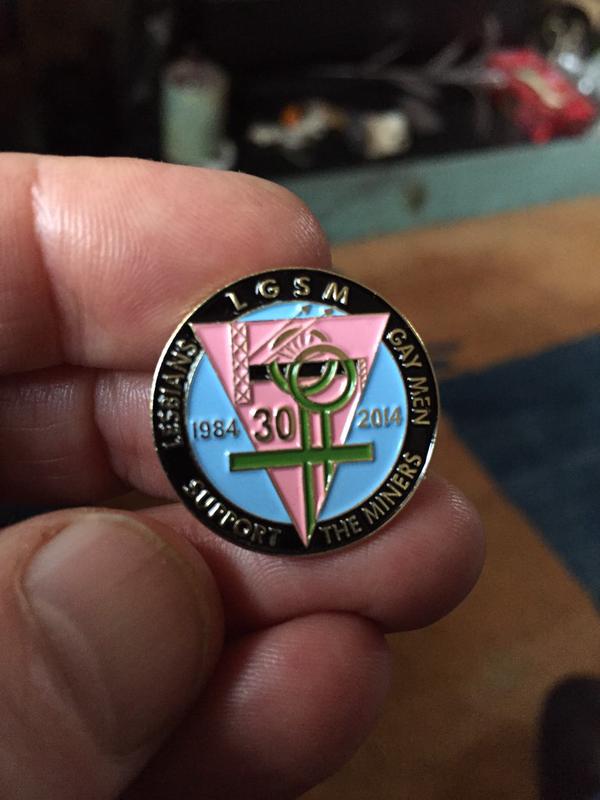 LGSM
LESBIANS
GAY MEN
1984 30 2014
SUPPORT THE MINERS